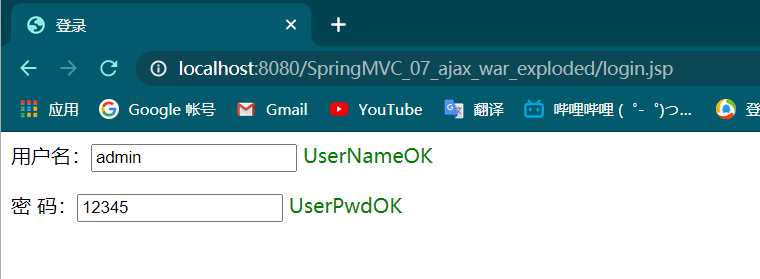 登录
localhost:8080/SpringMVC_07_ajax_war_exploded/login.jsp
应用 Google 帐号 Gmail YouTube 翻译 哔哩哔哩 ( ゜- ゜)つ... 登
用户名: admin UserNameOK
密 码: 12345 UserPwdOK